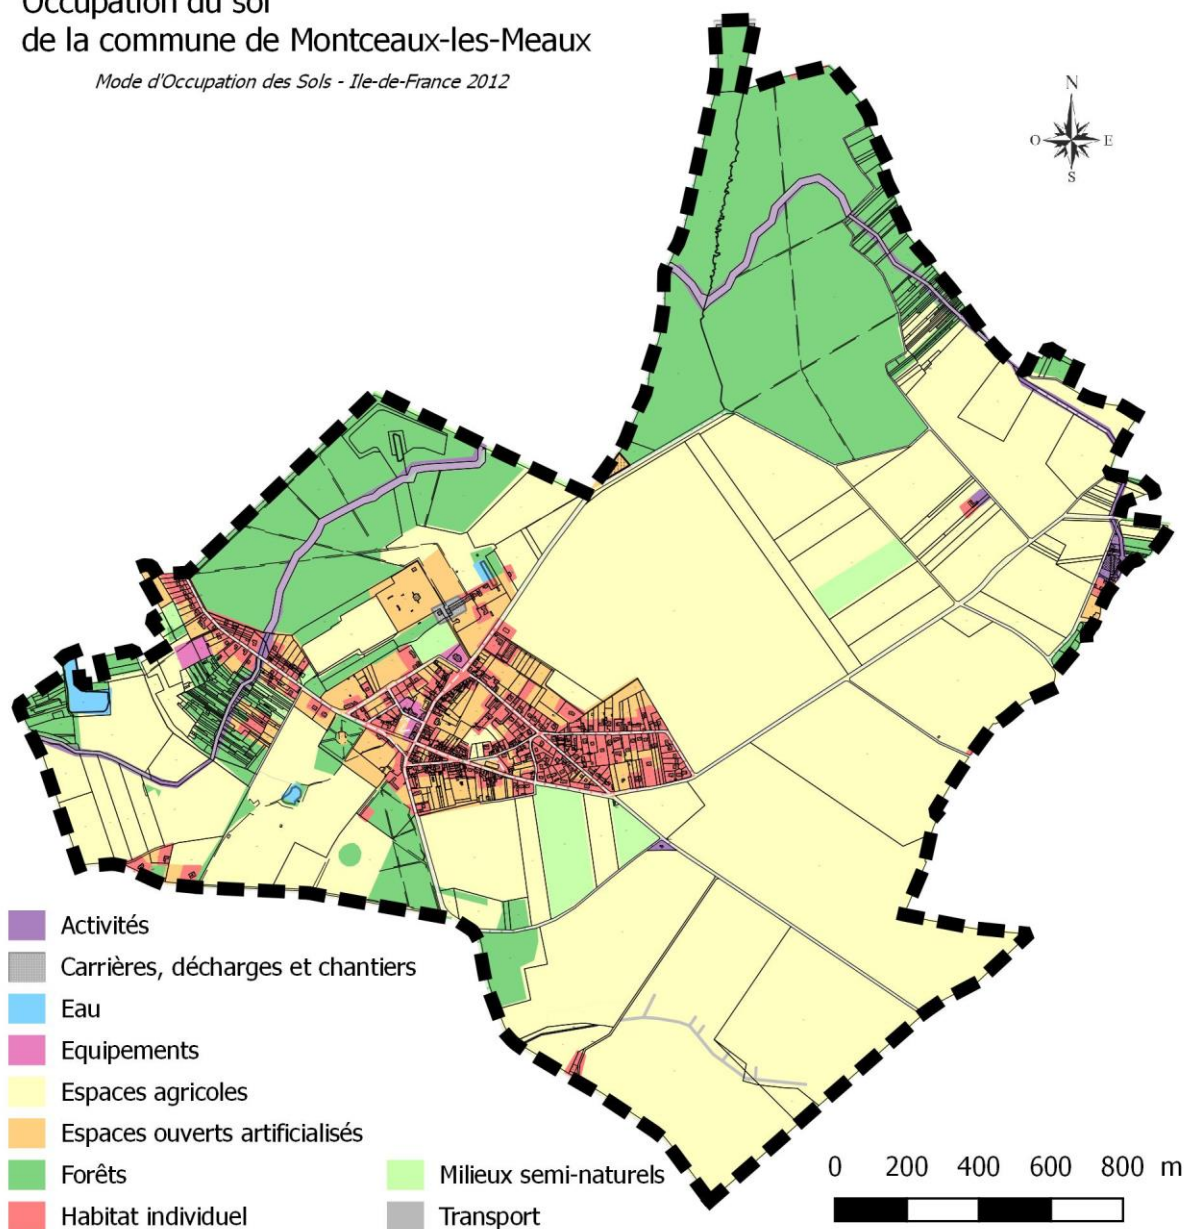 Occupation du sol
de la commune de Montceaux-les-Meaux
Mode d'Occupation des Sols - Ile-de-France 2012
N
O E
S
Activités
Carrières, décharges et chantiers
Eau
Equipements
Espaces agricoles
Espaces ouverts artificialisés
Forêts
Habitat individuel
Milieux semi-naturels
Transport
0 200 400 600 800 m